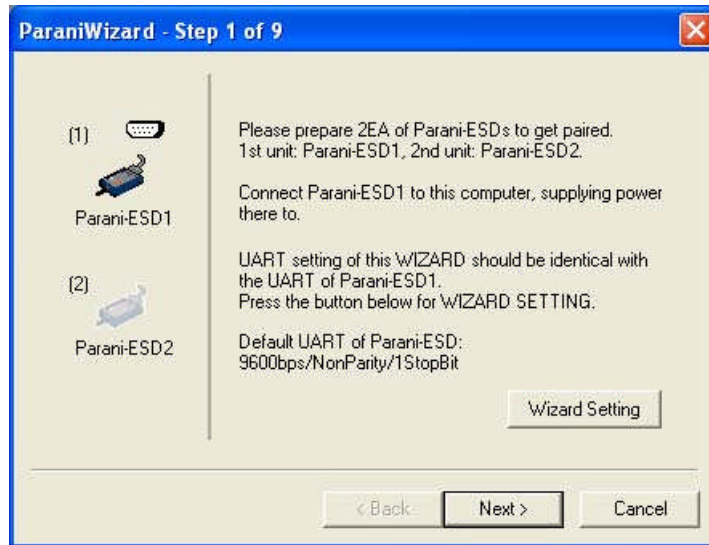 ParaniWizard - Step 1 of 9
(1)
Parani-ESD1
(2)
Parani-ESD2
Please prepare 2EA of Parani-ESDs to get paired.
1st unit: Parani-ESD1, 2nd unit: Parani-ESD2.
Connect Parani-ESD1 to this computer, supplying power
there to.
UART setting of this WIZARD should be identical with
the UART of Parani-ESD1.
Press the button below for WIZARD SETTING.
Default UART of Parani-ESD:
9600bps/NonParity/1StopBit
Wizard Setting
< Back
Next >
Cancel